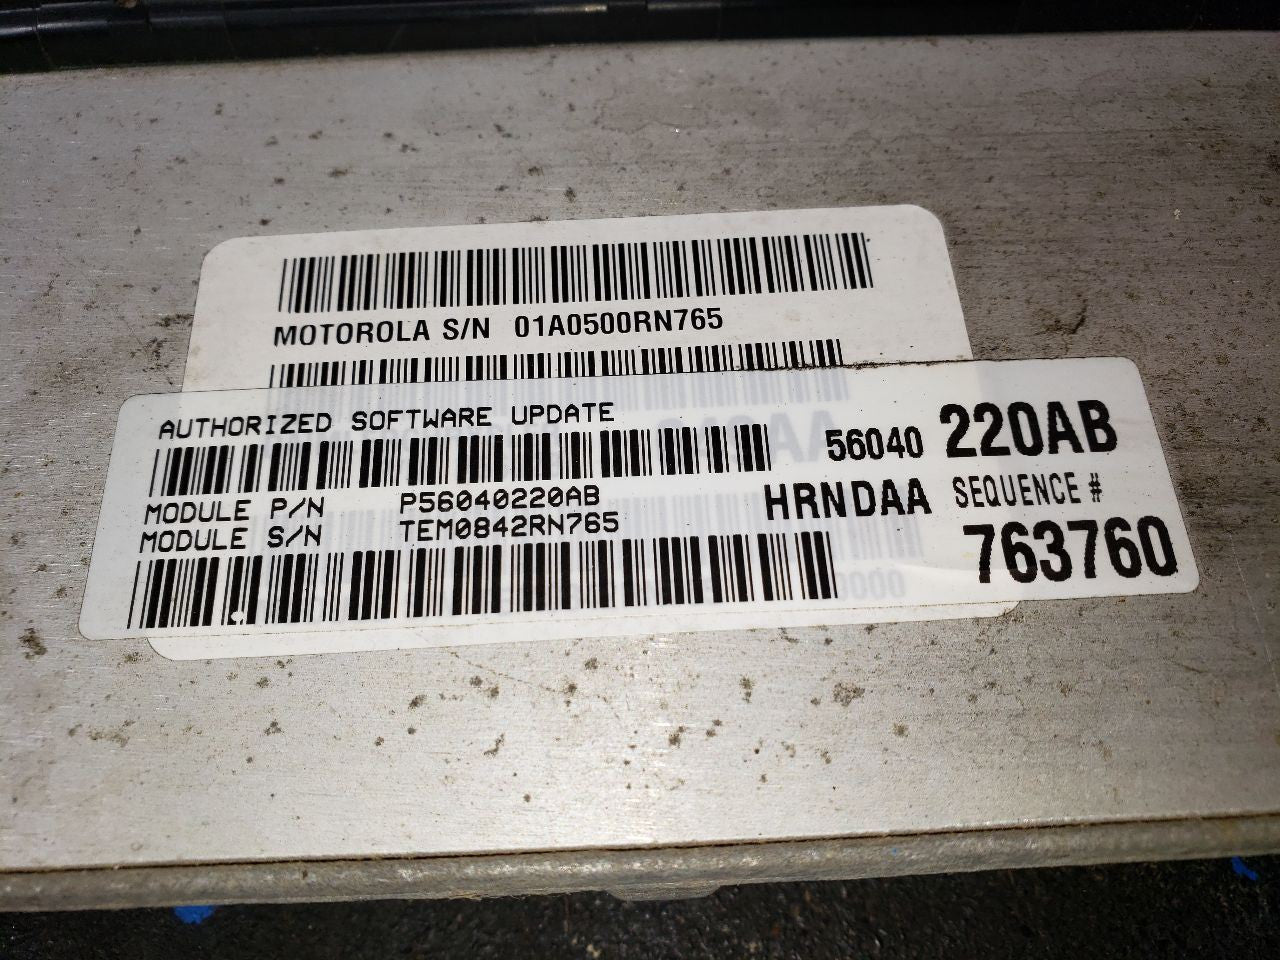 MOTOROLA S/N 01A0500RN765
AUTHORIZED SOFTWARE UPDATE
56040 220AB
MODULE P/N P56040220AB
HRNDAA SEQUENCE #
MODULE S/N TEM0842RN765
763760